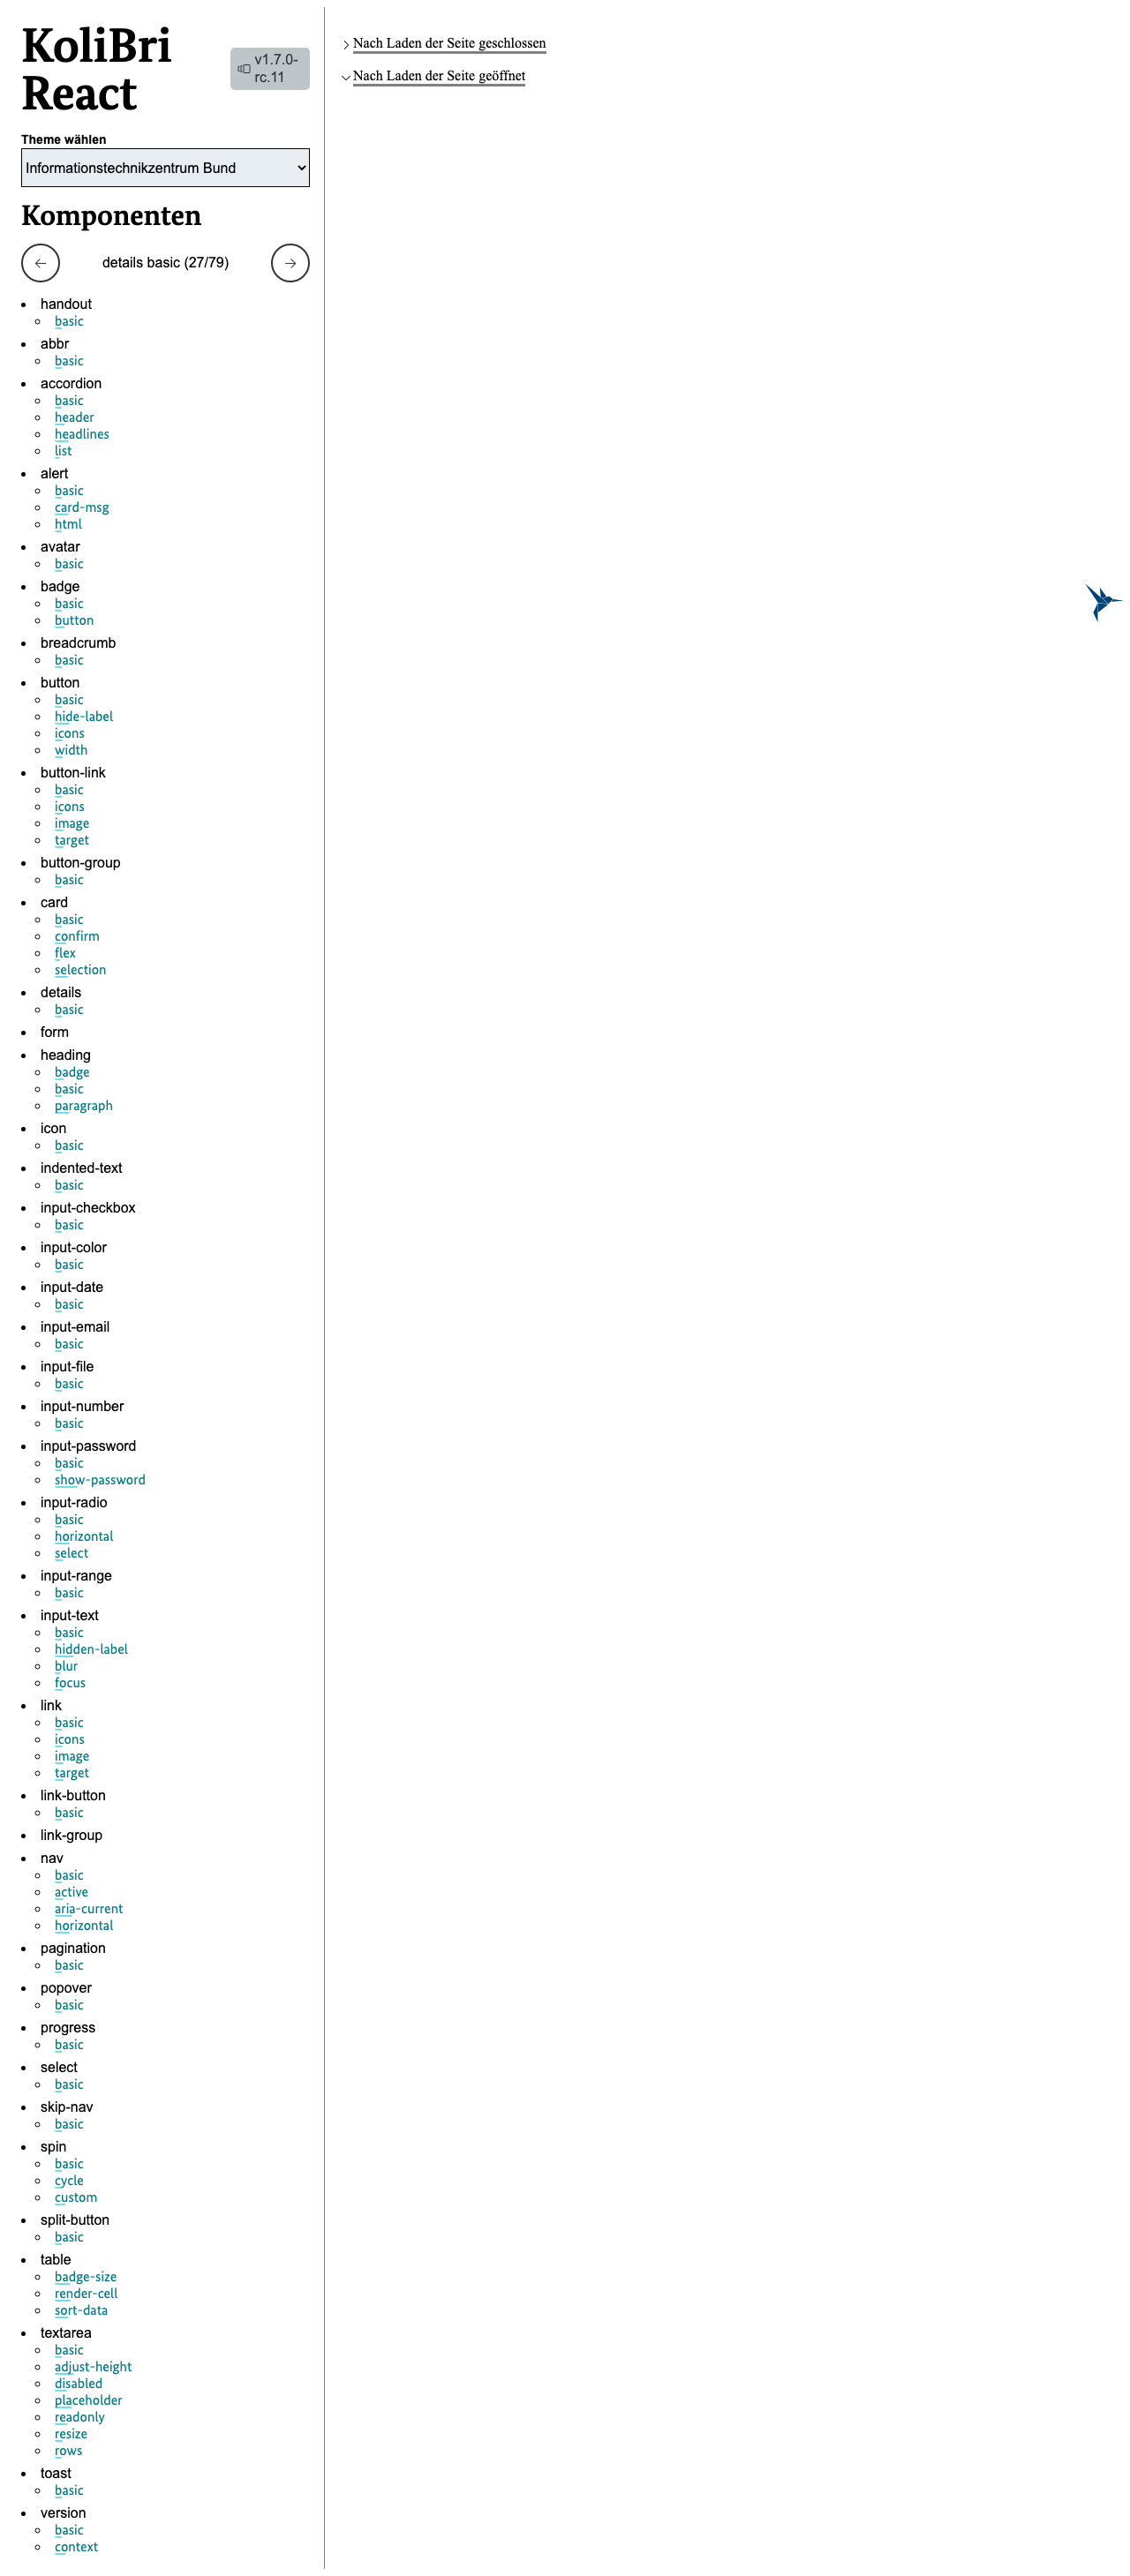 KoliBri
React
v1.7.0-
rc.11
Theme wählen
Informationstechnikzentrum Bund
Komponenten
details basic (27/79)
handout
basic
abbr
basic
accordion
basic
header
headlines
list
alert
basic
card-msg
html
avatar
basic
badge
basic
button
breadcrumb
basic
button
basic
hide-label
icons
width
button-link
basic
icons
image
target
button-group
basic
card
basic
confirm
flex
selection
details
basic
form
heading
badge
basic
paragraph
icon
basic
indented-text
basic
input-checkbox
basic
input-color
basic
input-date
basic
input-email
basic
input-file
basic
input-number
basic
input-password
basic
show-password
input-radio
basic
horizontal
select
input-range
basic
input-text
basic
hidden-label
blur
focus
link
basic
icons
image
target
link-button
basic
link-group
nav
basic
active
aria-current
horizontal
pagination
basic
popover
basic
progress
basic
select
basic
skip-nav
basic
spin
basic
cycle
custom
split-button
basic
table
badge-size
render-cell
sort-data
textarea
basic
adjust-height
disabled
placeholder
readonly
resize
rows
toast
basic
version
basic
context
Nach Laden der Seite geschlossen
Nach Laden der Seite geöffnet